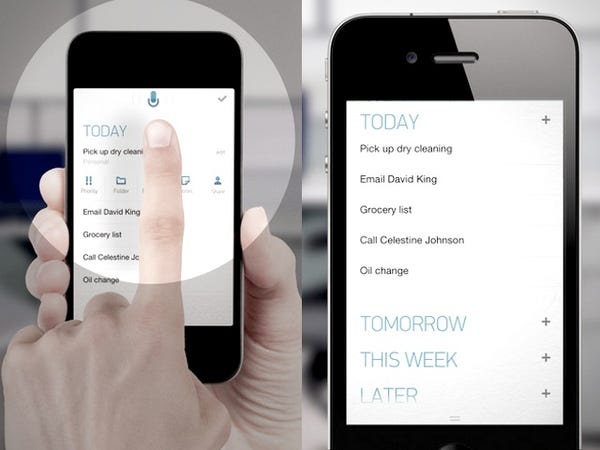 TODAY
Pick up dry cleani
edit
Personal
Priority
Folder
Share
Email David King
Grocery list
Call Celestine Jo
Oil change
TODAY +
Pick up dry cleaning
Email David King
Grocery list
Call Celestine Johnson
Oil change
TOMORROW +
THIS WEEK +
LATER +